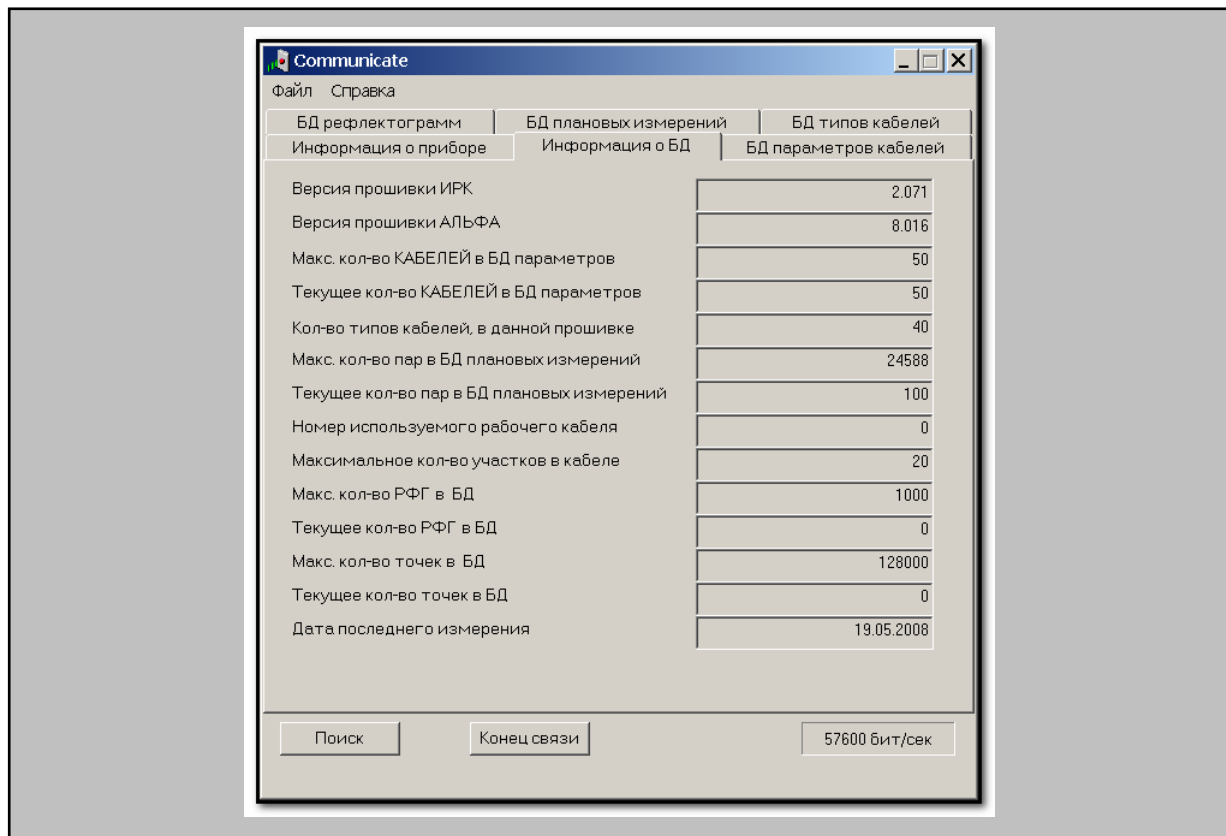 Communicate
Файл Справка
БД рефлектограмм БД плановых измерений БД типов кабелей
Информация о приборе Информация о БД БД параметров кабелей
Версия прошивки ИРК 2.071
Версия прошивки АЛЬФА 8.016
Макс. кол-во КАБЕЛЕЙ в БД параметров 50
Текущее кол-во КАБЕЛЕЙ в БД параметров 50
Кол-во типов кабелей, в данной прошивке 40
Макс. кол-во пар в БД плановых измерений 24588
Текущее кол-во пар в БД плановых измерений 100
Номер используемого рабочего кабеля 0
Максимальное кол-во участков в кабеле 20
Макс. кол-во РФГ в БД 1000
Текущее кол-во РФГ в БД 0
Макс. кол-во точек в БД 128000
Текущее кол-во точек в БД 0
Дата последнего измерения 19.05.2008
Поиск Конец связи 57600 бит/сек